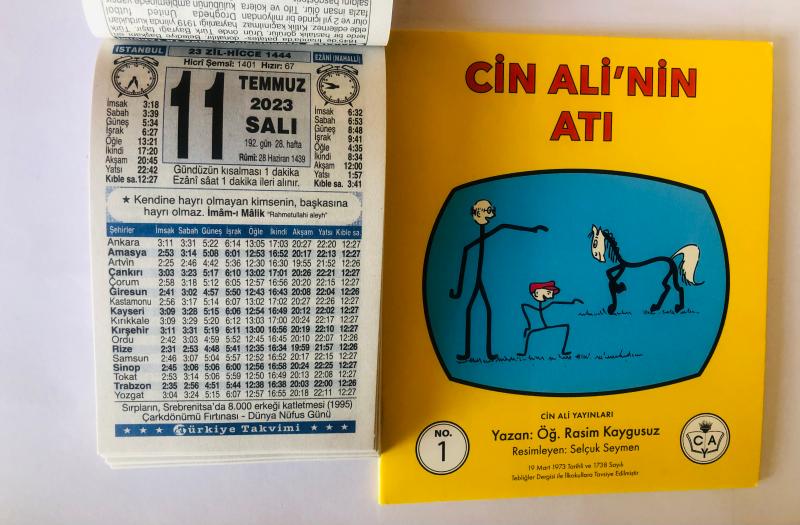 İSTANBUL
23 ZİL-HİCCE 1444
EZÂNÎ (MAHALLÎ)
Hicrî Şemsî: 1401 Hızır: 67
11
TEMMUZ
2023
SALI
192. gün 28. hafta
Rûmî: 28 Haziran 1439
İmsak 3:18
Sabah 3:39
Güneş 5:34
İşrak 6:27
Öğle 13:21
İkindi 17:20
Akşam 20:45
Yatsı 22:42
Kıble sa. 12:27
İmsak 6:32
Sabah 6:53
Güneş 8:48
İşrak 9:41
Öğle 4:35
İkindi 8:34
Akşam 12:00
Yatsı 1:57
Kıble sa. 3:41
Gündüzün kısalması 1 dakika
Ezânî sâat 1 dakika ileri alınır.
★ Kendine hayrı olmayan kimsenin, başkasına
hayrı olmaz. İmâm-ı Mâlik "Rahmetullahi aleyh"
Şehirler İmsak Sabah Güneş İşrak Öğle İkindi Akşam Yatsı Kıble sa.
Ankara 3:11 3:31 5:22 6:14 13:05 17:03 20:27 22:20 12:27
Amasya 2:53 3:14 5:08 6:01 12:53 16:52 20:17 22:13 12:27
Artvin 2:25 2:46 4:42 5:36 12:30 16:30 19:55 21:52 12:26
Çankırı 3:03 3:23 5:17 6:10 13:02 17:01 20:26 22:21 12:27
Çorum 2:58 3:18 5:12 6:05 12:57 16:56 20:20 22:15 12:27
Giresun 2:41 3:02 4:57 5:50 12:43 16:43 20:08 22:04 12:26
Kastamonu 2:56 3:17 5:14 6:07 13:02 17:02 20:27 22:26 12:27
Kayseri 3:09 3:28 5:15 6:06 12:54 16:49 20:12 22:02 12:27
Kırıkkale 3:09 3:29 5:20 6:12 13:03 17:00 20:24 22:17 12:27
Kırşehir 3:11 3:31 5:19 6:11 13:00 16:56 20:19 22:10 12:27
Ordu 2:42 3:03 4:59 5:52 12:45 16:45 20:10 22:07 12:26
Rize 2:31 2:53 4:48 5:41 12:35 16:34 19:59 21:57 12:26
Samsun 2:46 3:07 5:04 5:57 12:52 16:52 20:17 22:15 12:27
Sinop 2:45 3:06 5:06 6:00 12:56 16:58 20:24 22:25 12:27
Tokat 2:53 3:14 5:06 5:59 12:50 16:49 20:13 22:08 12:27
Trabzon 2:35 2:56 4:51 5:44 12:38 16:38 20:03 22:00 12:26
Yozgat 3:04 3:24 5:15 6:07 12:57 16:54 20:18 22:11 12:27
Sırpların, Srebrenitsa'da 8.000 erkeği katletmesi (1995)
Çarkdönümü Fırtınası - Dünya Nüfus Günü
★ ★ ★ Türkiye Takvimi ★ ★ ★
CİN ALİ'NİN
ATI
CİN ALİ YAYINLARI
NO.
1
Yazan: Öğ. Rasim Kaygusuz
Resimleyen: Selçuk Seymen
19 Mart 1973 Tarihli ve 1738 Sayılı
Tebliğler Dergisi ile İlkokullara Tavsiye Edilmiştir
C A
Y